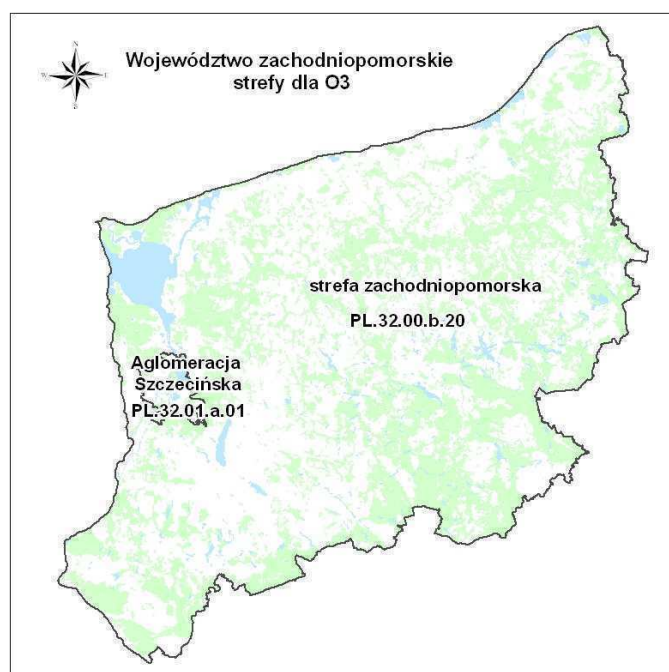 Województwo zachodniopomorskie
strefy dla O3
N
W
E
S
strefa zachodniopomorska
PL.32.00.b.20
Aglomeracja
Szczecińska
PL.32.01.a.01